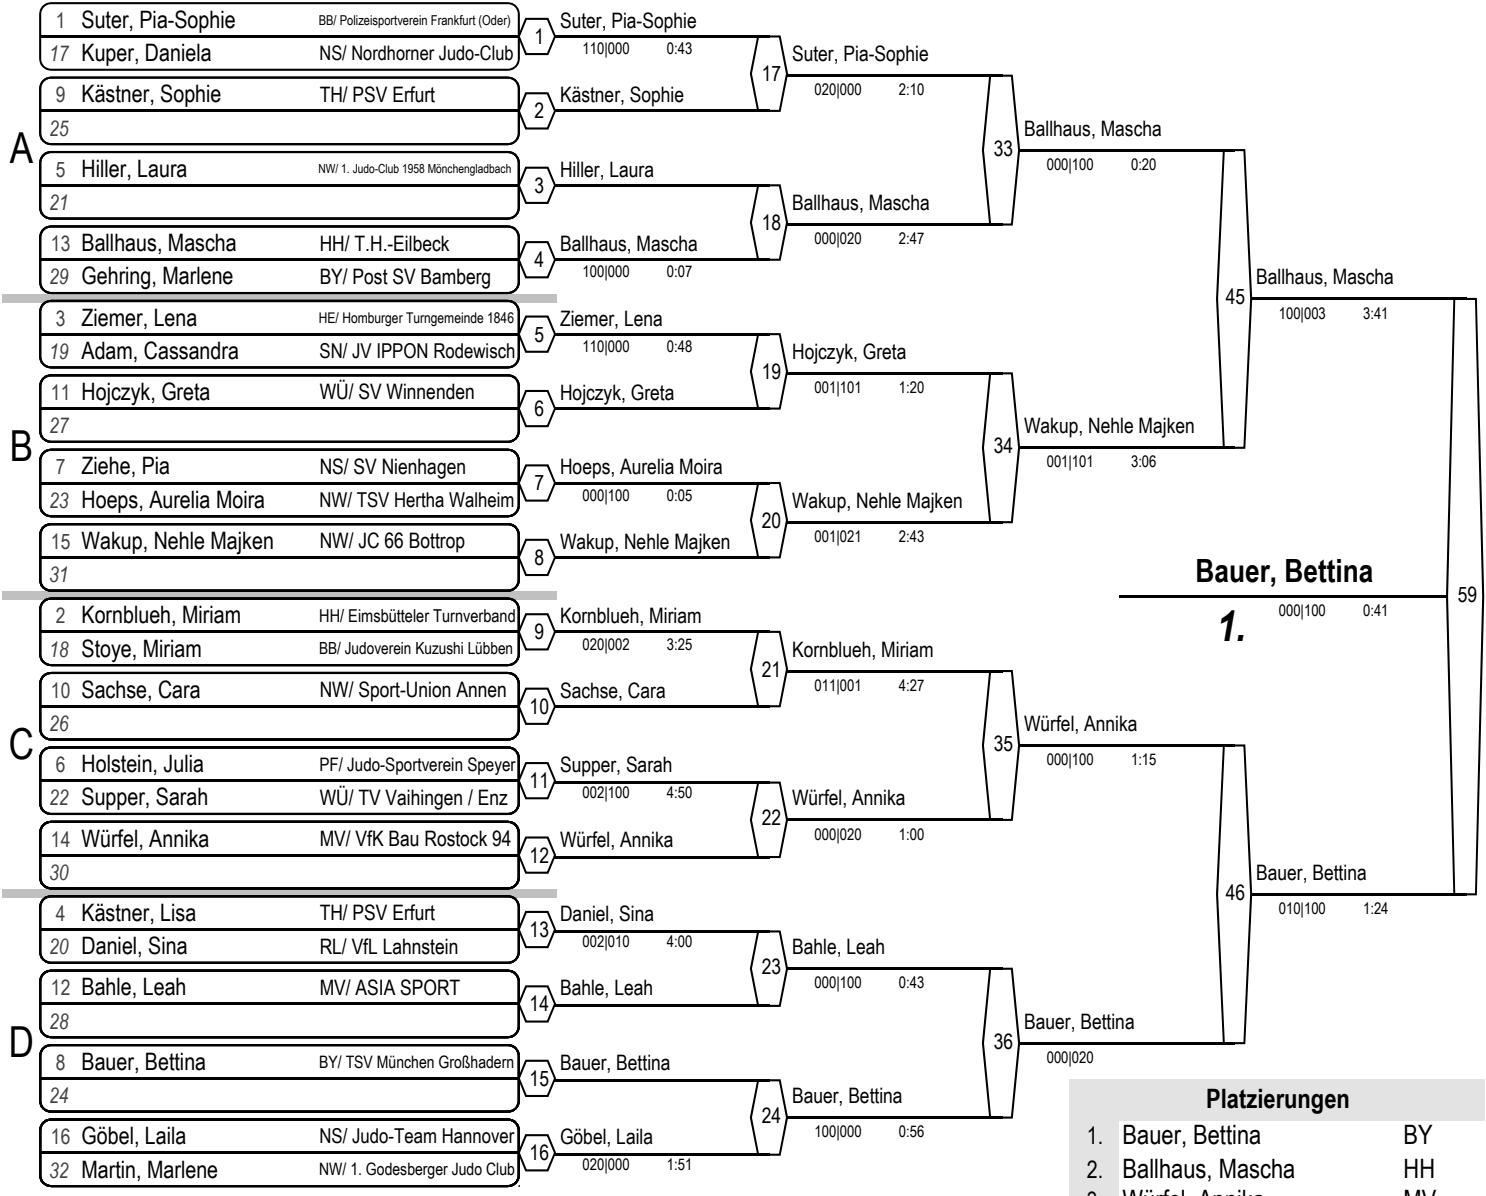 1 Suter, Pia-Sophie BB/ Polizeisportverein Frankfurt (Oder)
17 Kuper, Daniela NS/ Nordhorner Judo-Club
1
Suter, Pia-Sophie
110|000 0:43
9 Kästner, Sophie TH/ PSV Erfurt
25
2
Kästner, Sophie
17
Suter, Pia-Sophie
020|000 2:10
A
5 Hiller, Laura NW/ 1. Judo-Club 1958 Mönchengladbach
21
3
Hiller, Laura
13 Ballhaus, Mascha HH/ T.H.-Eilbeck
29 Gehring, Marlene BY/ Post SV Bamberg
4
Ballhaus, Mascha
100|000 0:07
18
Ballhaus, Mascha
000|020 2:47
33
Ballhaus, Mascha
000|100 0:20
3 Ziemer, Lena HE/ Homburger Turngemeinde 1846
19 Adam, Cassandra SN/ JV IPPON Rodewisch
5
Ziemer, Lena
110|000 0:48
11 Hojczyk, Greta WÜ/ SV Winnenden
27
6
Hojczyk, Greta
19
Hojczyk, Greta
001|101 1:20
B
7 Ziehe, Pia NS/ SV Nienhagen
23 Hoeps, Aurelia Moira NW/ TSV Hertha Walheim
7
Hoeps, Aurelia Moira
000|100 0:05
15 Wakup, Nehle Majken NW/ JC 66 Bottrop
31
8
Wakup, Nehle Majken
20
Wakup, Nehle Majken
001|021 2:43
34
Wakup, Nehle Majken
001|101 3:06
45
Ballhaus, Mascha
100|003 3:41
2 Kornblueh, Miriam HH/ Eimsbütteler Turnverband
18 Stoye, Miriam BB/ Judoverein Kuzushi Lübben
9
Kornblueh, Miriam
020|002 3:25
10 Sachse, Cara NW/ Sport-Union Annen
26
10
Sachse, Cara
21
Kornblueh, Miriam
011|001 4:27
C
6 Holstein, Julia PF/ Judo-Sportverein Speyer
22 Supper, Sarah WÜ/ TV Vaihingen / Enz
11
Supper, Sarah
002|100 4:50
14 Würfel, Annika MV/ VfK Bau Rostock 94
30
12
Würfel, Annika
22
Würfel, Annika
000|020 1:00
35
Würfel, Annika
000|100 1:15
4 Kästner, Lisa TH/ PSV Erfurt
20 Daniel, Sina RL/ VfL Lahnstein
13
Daniel, Sina
002|010 4:00
12 Bahle, Leah MV/ ASIA SPORT
28
14
Bahle, Leah
23
Bahle, Leah
000|100 0:43
D
8 Bauer, Bettina BY/ TSV München Großhadern
24
15
Bauer, Bettina
16 Göbel, Laila NS/ Judo-Team Hannover
32 Martin, Marlene NW/ 1. Godesberger Judo Club
16
Göbel, Laila
020|000 1:51
24
Bauer, Bettina
100|000 0:56
36
Bauer, Bettina
000|020
46
Bauer, Bettina
010|100 1:24
59
Bauer, Bettina
1. 000|100 0:41
Platzierungen
1. Bauer, Bettina BY
2. Ballhaus, Mascha HH
3. Würfel, Annika MV